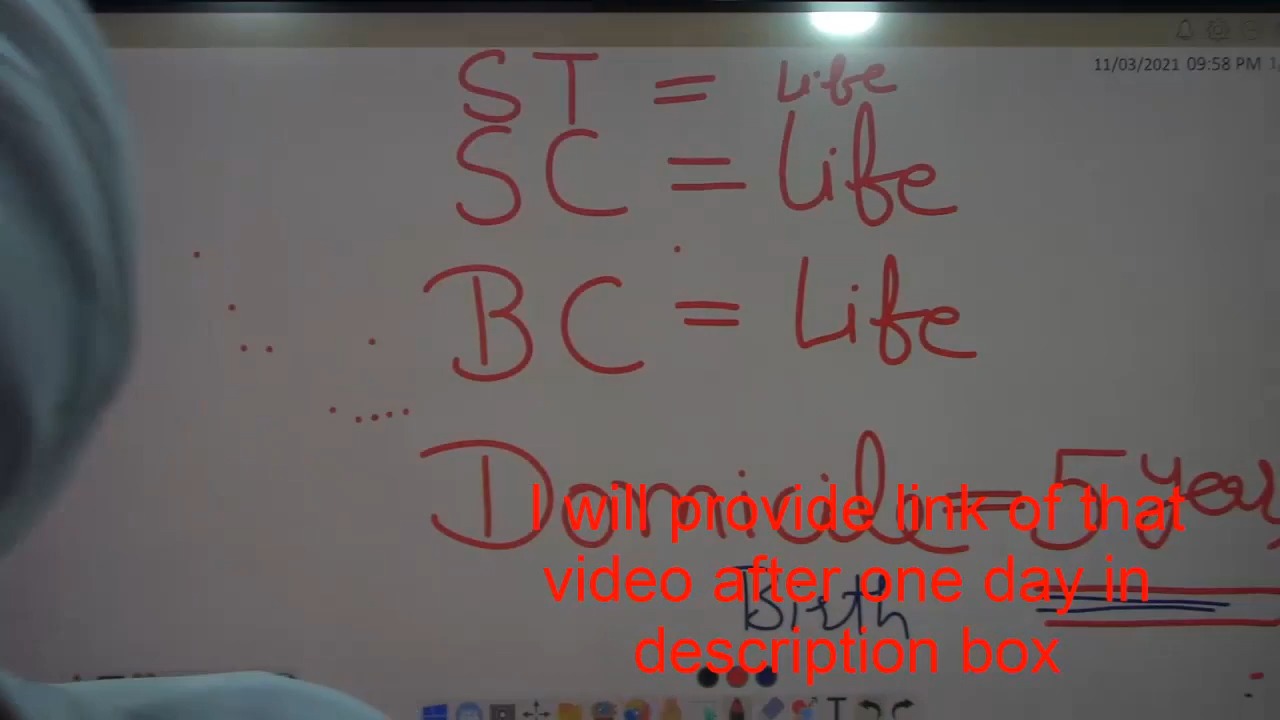 11/03/2021 09:58 PM
ST = Life
SC = Life
BC = Life
Domicile = 5 year
I will provide link of that
video after one day in
description box
Birth